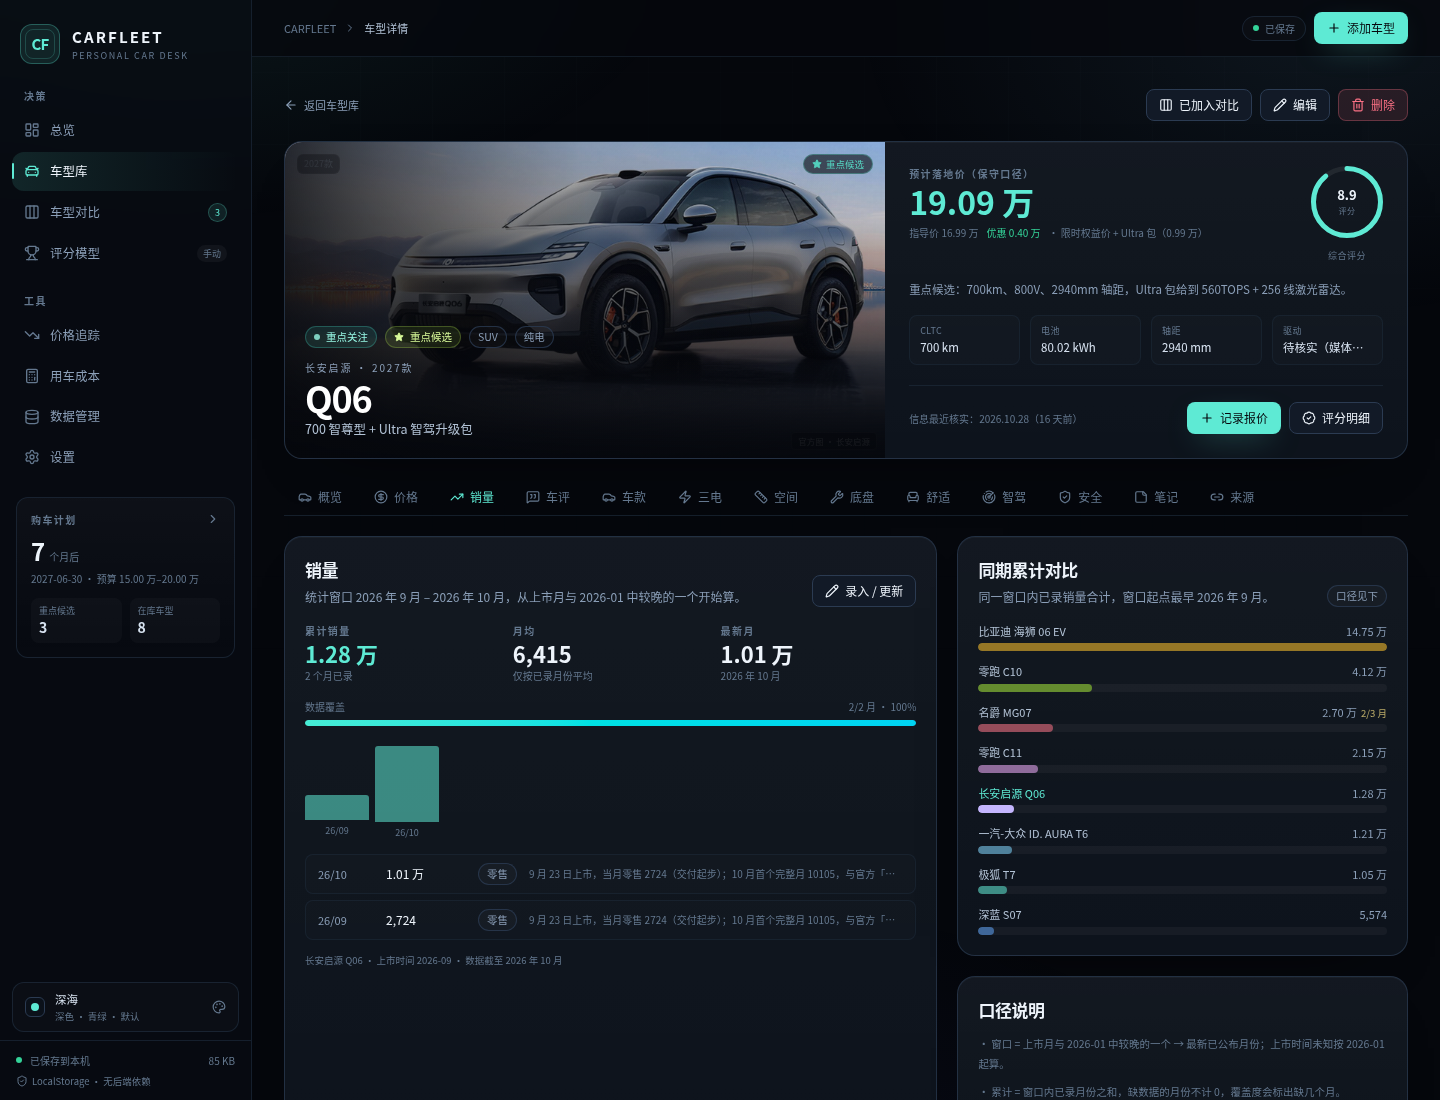 CF
CARFLEET
PERSONAL CAR DESK
决策
总览
车型库
车型对比 3
评分模型 手动
工具
价格追踪
用车成本
数据管理
设置
购车计划
7 个月后
2027-06-30 · 预算 15.00 万–20.00 万
重点候选
3
在库车型
8
深海
深色 · 青绿 · 默认
已保存到本机 85 KB
LocalStorage · 无后端依赖
CARFLEET > 车型详情
已保存
+ 添加车型
返回车型库
已加入对比
编辑
删除
2027款
重点候选
重点关注
重点候选
SUV
纯电
长安启源 · 2027款
Q06
700 智尊型 + Ultra 智驾升级包
预计落地价（保守口径）
19.09 万
指导价 16.99 万 优惠 0.40 万 · 限时权益价 + Ultra 包（0.99 万）
8.9
评分
综合评分
重点候选：700km、800V、2940mm 轴距，Ultra 包给到 560TOPS + 256 线激光雷达。
CLTC
700 km
电池
80.02 kWh
轴距
2940 mm
驱动
待核实（媒体…
信息最近核实：2026.10.28（16 天前）
+ 记录报价
评分明细
概览
价格
销量
车评
车款
三电
空间
底盘
舒适
智驾
安全
笔记
来源
销量
统计窗口 2026 年 9 月 – 2026 年 10 月，从上市月与 2026-01 中较晚的一个开始算。
录入 / 更新
累计销量
1.28 万
2 个月已录
月均
6,415
仅按已录月份平均
最新月
1.01 万
2026 年 10 月
数据覆盖 2/2 月 · 100%
26/09
26/10
26/10 1.01 万 零售 9 月 23 日上市，当月零售 2724（交付起步）；10 月首个完整月 10105，与官方「…
26/09 2,724 零售 9 月 23 日上市，当月零售 2724（交付起步）；10 月首个完整月 10105，与官方「…
长安启源 Q06 · 上市时间 2026-09 · 数据截至 2026 年 10 月
同期累计对比
同一窗口内已录销量合计，窗口起点最早 2026 年 9 月。
口径见下
比亚迪 海狮 06 EV 14.75 万
零跑 C10 4.12 万
名爵 MG07 2.70 万 2/3 月
零跑 C11 2.15 万
长安启源 Q06 1.28 万
一汽-大众 ID. AURA T6 1.21 万
极狐 T7 1.05 万
深蓝 S07 5,574
口径说明
· 窗口 = 上市月与 2026-01 中较晚的一个 → 最新已公布月份；上市时间未知按 2026-01
起算。
· 累计 = 窗口内已录月份之和，缺数据的月份不计 0，覆盖度会标出缺几个月。